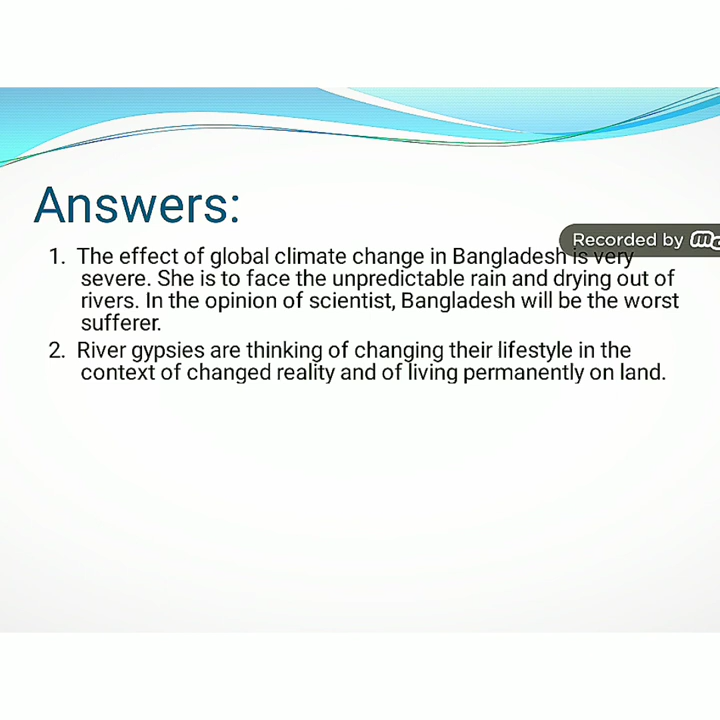 Answers:
Recorded by
1. The effect of global climate change in Bangladesh is very
severe. She is to face the unpredictable rain and drying out of
rivers. In the opinion of scientist, Bangladesh will be the worst
sufferer.
2. River gypsies are thinking of changing their lifestyle in the
context of changed reality and of living permanently on land.